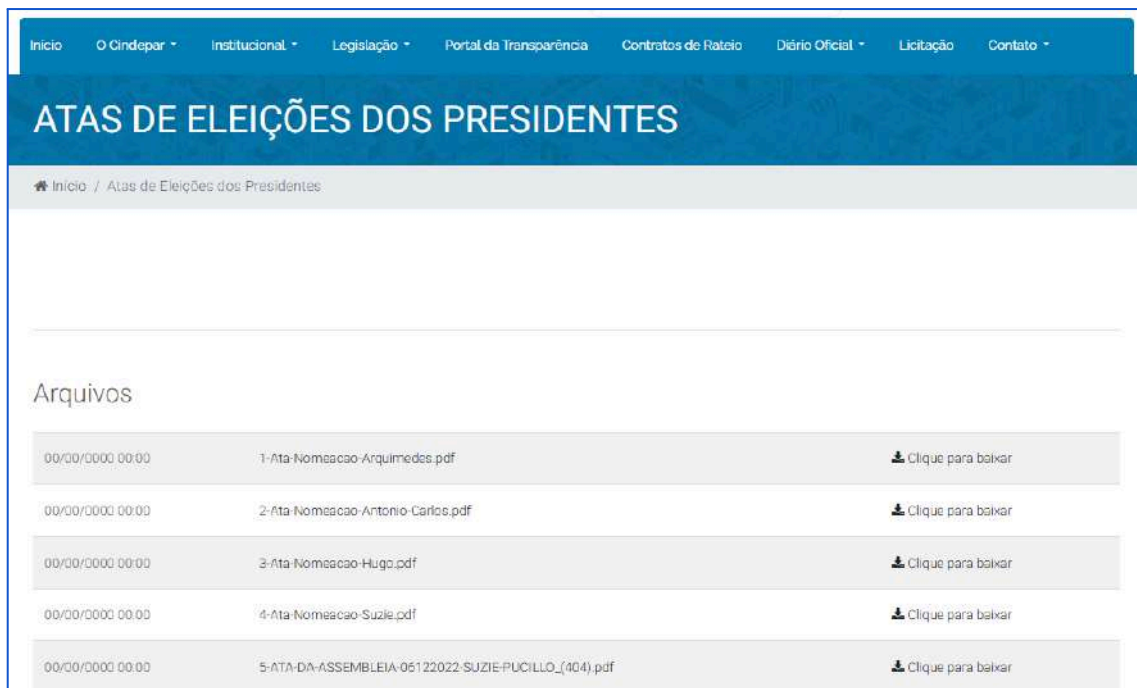 Início O Cindepar Institucional Legislação Portal da Transparência Contratos de Rateio Diário Oficial Licitação Contato
ATAS DE ELEIÇÕES DOS PRESIDENTES
Início / Atas de Eleições dos Presidentes
Arquivos
00/00/0000 00:00 1-Ata-Nomeacao-Arquimedes.pdf Clique para baixar
00/00/0000 00:00 2-Ata-Nomeacao-Antonio-Carlos.pdf Clique para baixar
00/00/0000 00:00 3-Ata-Nomeacao-Hugo.pdf Clique para baixar
00/00/0000 00:00 4-Ata-Nomeacao-Suzie.pdf Clique para baixar
00/00/0000 00:00 5-ATA-DA-ASSEMBLEIA-06122022-SUZIE-PUCILLO_(404).pdf Clique para baixar